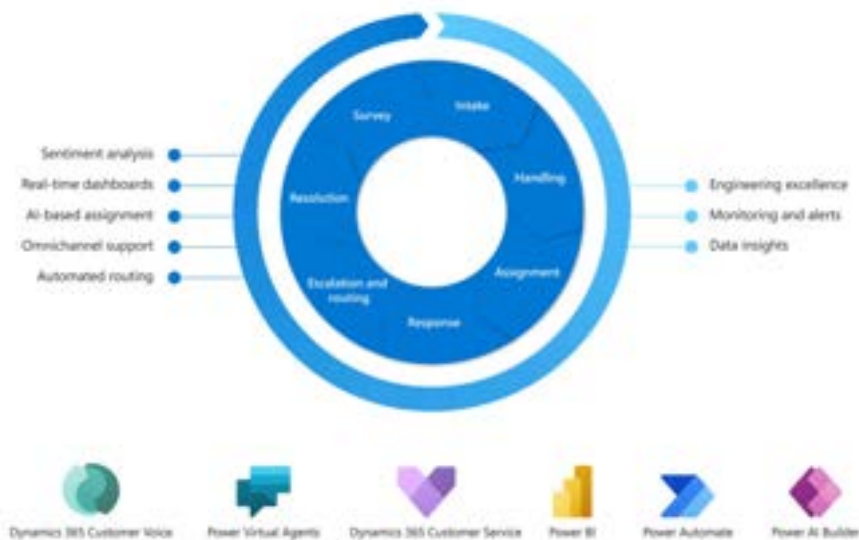 Survey
Intake
Handling
Assignment
Response
Escalation and
routing
Resolution
Sentiment analysis
Real-time dashboards
AI-based assignment
Omnichannel support
Automated routing
Engineering excellence
Monitoring and alerts
Data insights
Dynamics 365 Customer Voice
Power Virtual Agents
Dynamics 365 Customer Service
Power BI
Power Automate
Power AI Builder